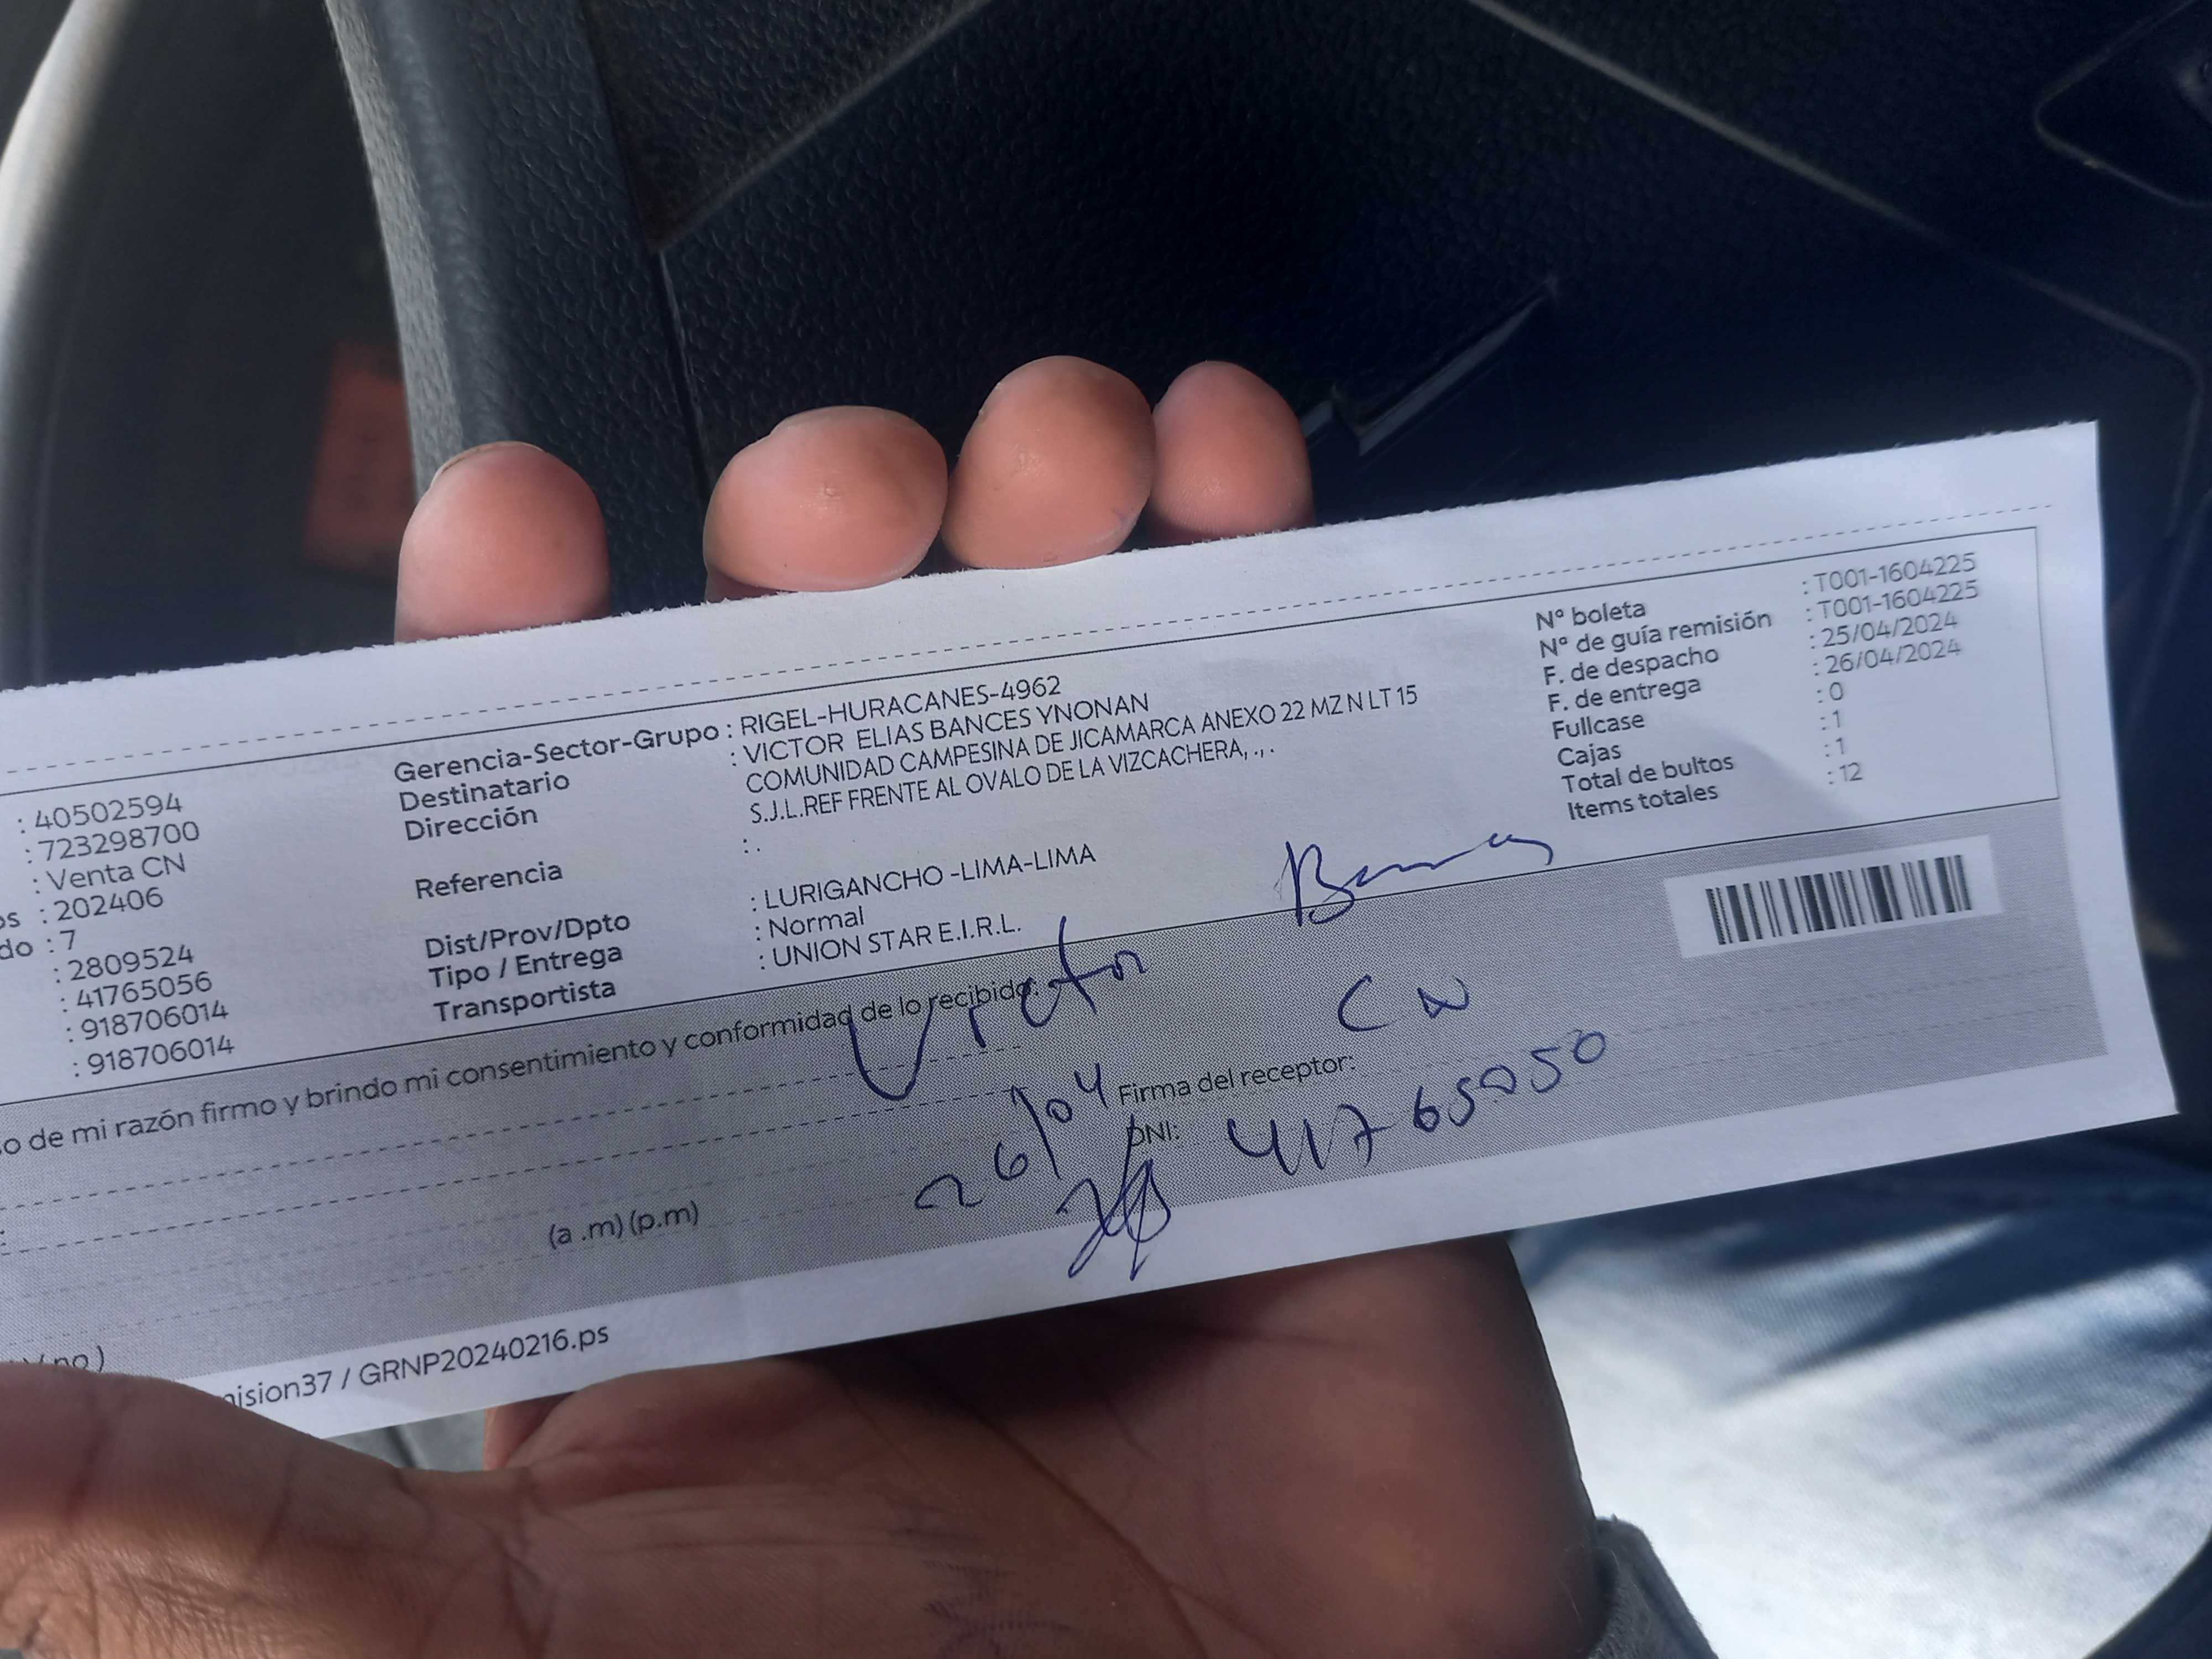 : 40502594
: 723298700
: Venta CN
os : 202406
do : 7
: 2809524
: 41765056
: 918706014
: 918706014
Gerencia-Sector-Grupo : RIGEL-HURACANES-4962
Destinatario : VICTOR ELIAS BANCES YNONAN
Dirección COMUNIDAD CAMPESINA DE JICAMARCA ANEXO 22 MZ N LT 15
S.J.L.REF FRENTE AL OVALO DE LA VIZCACHERA, ., .
Referencia : .
Dist/Prov/Dpto : LURIGANCHO -LIMA-LIMA
Tipo / Entrega : Normal
Transportista : UNION STAR E.I.R.L.
Nº boleta : T001-1604225
Nº de guía remisión : T001-1604225
F. de despacho : 25/04/2024
F. de entrega : 26/04/2024
Fullcase : 0
Cajas : 1
Total de bultos : 1
Items totales : 12
so de mi razón firmo y brindo mi consentimiento y conformidad de lo recibido:
Victor
CN
26/04
Firma del receptor:
DNI: 41765050
(a .m) (p.m)
/ no )
mision37 / GRNP20240216.ps